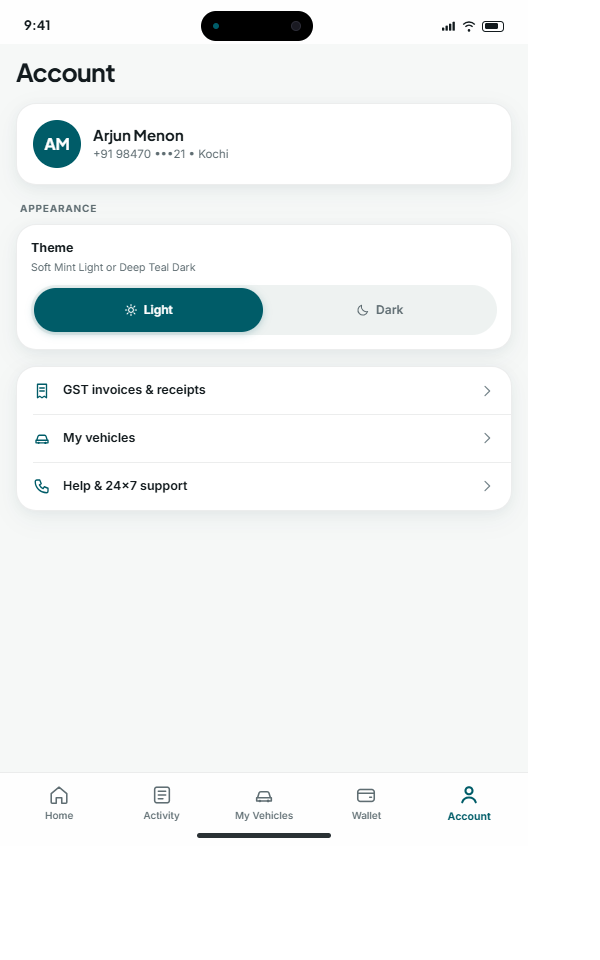 9:41
Account
AM
Arjun Menon
+91 98470 •••21 • Kochi
APPEARANCE
Theme
Soft Mint Light or Deep Teal Dark
Light
Dark
GST invoices & receipts
My vehicles
Help & 24×7 support
Home
Activity
My Vehicles
Wallet
Account